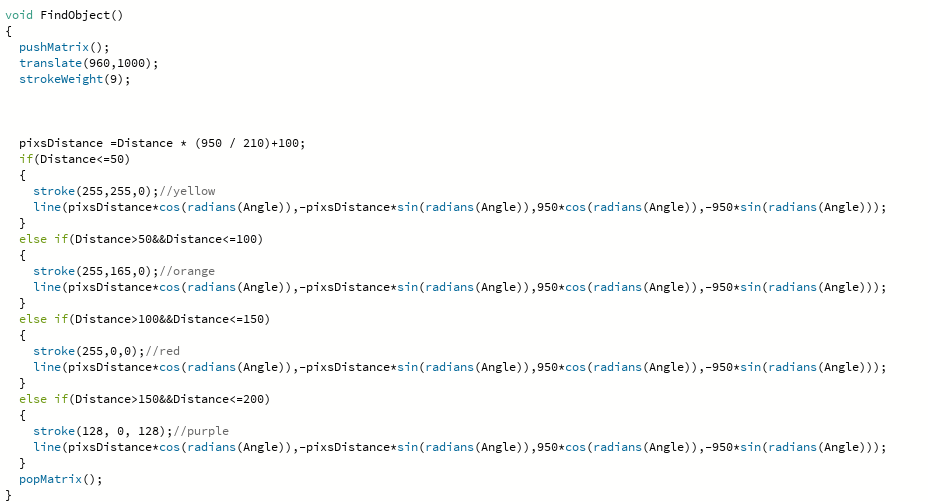 void FindObject()
{
  pushMatrix();
  translate(960,1000);
  strokeWeight(9);
  pixsDistance =Distance * (950 / 210)+100;
  if(Distance<=50)
  {
    stroke(255,255,0);//yellow
    line(pixsDistance*cos(radians(Angle)),-pixsDistance*sin(radians(Angle)),950*cos(radians(Angle)),-950*sin(radians(Angle)));
  }
  else if(Distance>50&&Distance<=100)
  {
    stroke(255,165,0);//orange
    line(pixsDistance*cos(radians(Angle)),-pixsDistance*sin(radians(Angle)),950*cos(radians(Angle)),-950*sin(radians(Angle)));
  }
  else if(Distance>100&&Distance<=150)
  {
    stroke(255,0,0);//red
    line(pixsDistance*cos(radians(Angle)),-pixsDistance*sin(radians(Angle)),950*cos(radians(Angle)),-950*sin(radians(Angle)));
  }
  else if(Distance>150&&Distance<=200)
  {
    stroke(128, 0, 128);//purple
    line(pixsDistance*cos(radians(Angle)),-pixsDistance*sin(radians(Angle)),950*cos(radians(Angle)),-950*sin(radians(Angle)));
  }
  popMatrix();
}